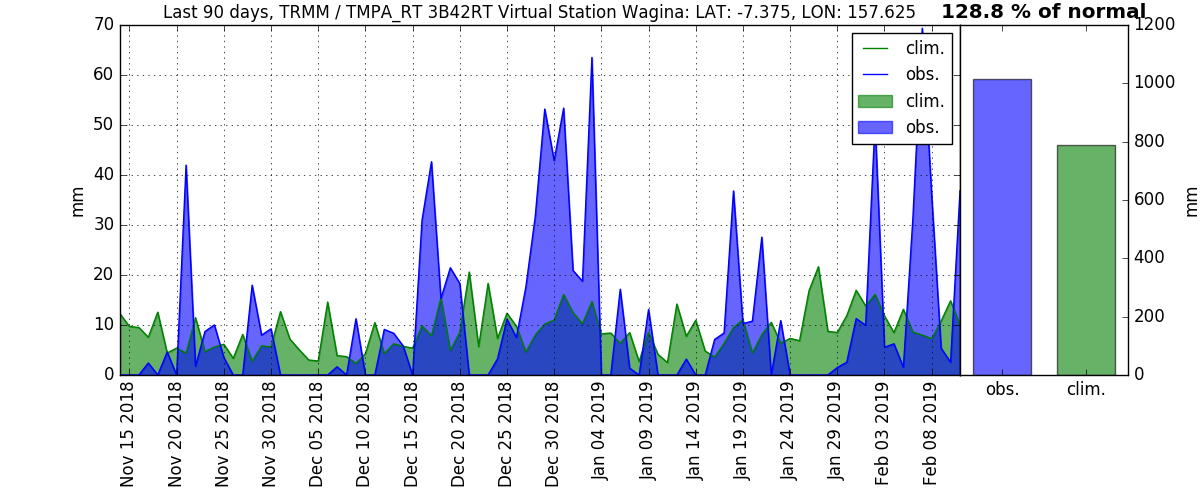 Last 90 days, TRMM / TMPA_RT 3B42RT Virtual Station Wagina: LAT: -7.375, LON: 157.625
128.8 % of normal
70
60
50
40
30
20
10
0
mm
clim.
obs.
clim.
obs.
Nov 15 2018
Nov 20 2018
Nov 25 2018
Nov 30 2018
Dec 05 2018
Dec 10 2018
Dec 15 2018
Dec 20 2018
Dec 25 2018
Dec 30 2018
Jan 04 2019
Jan 09 2019
Jan 14 2019
Jan 19 2019
Jan 24 2019
Jan 29 2019
Feb 03 2019
Feb 08 2019
1200
1000
800
600
400
200
0
mm
obs.
clim.